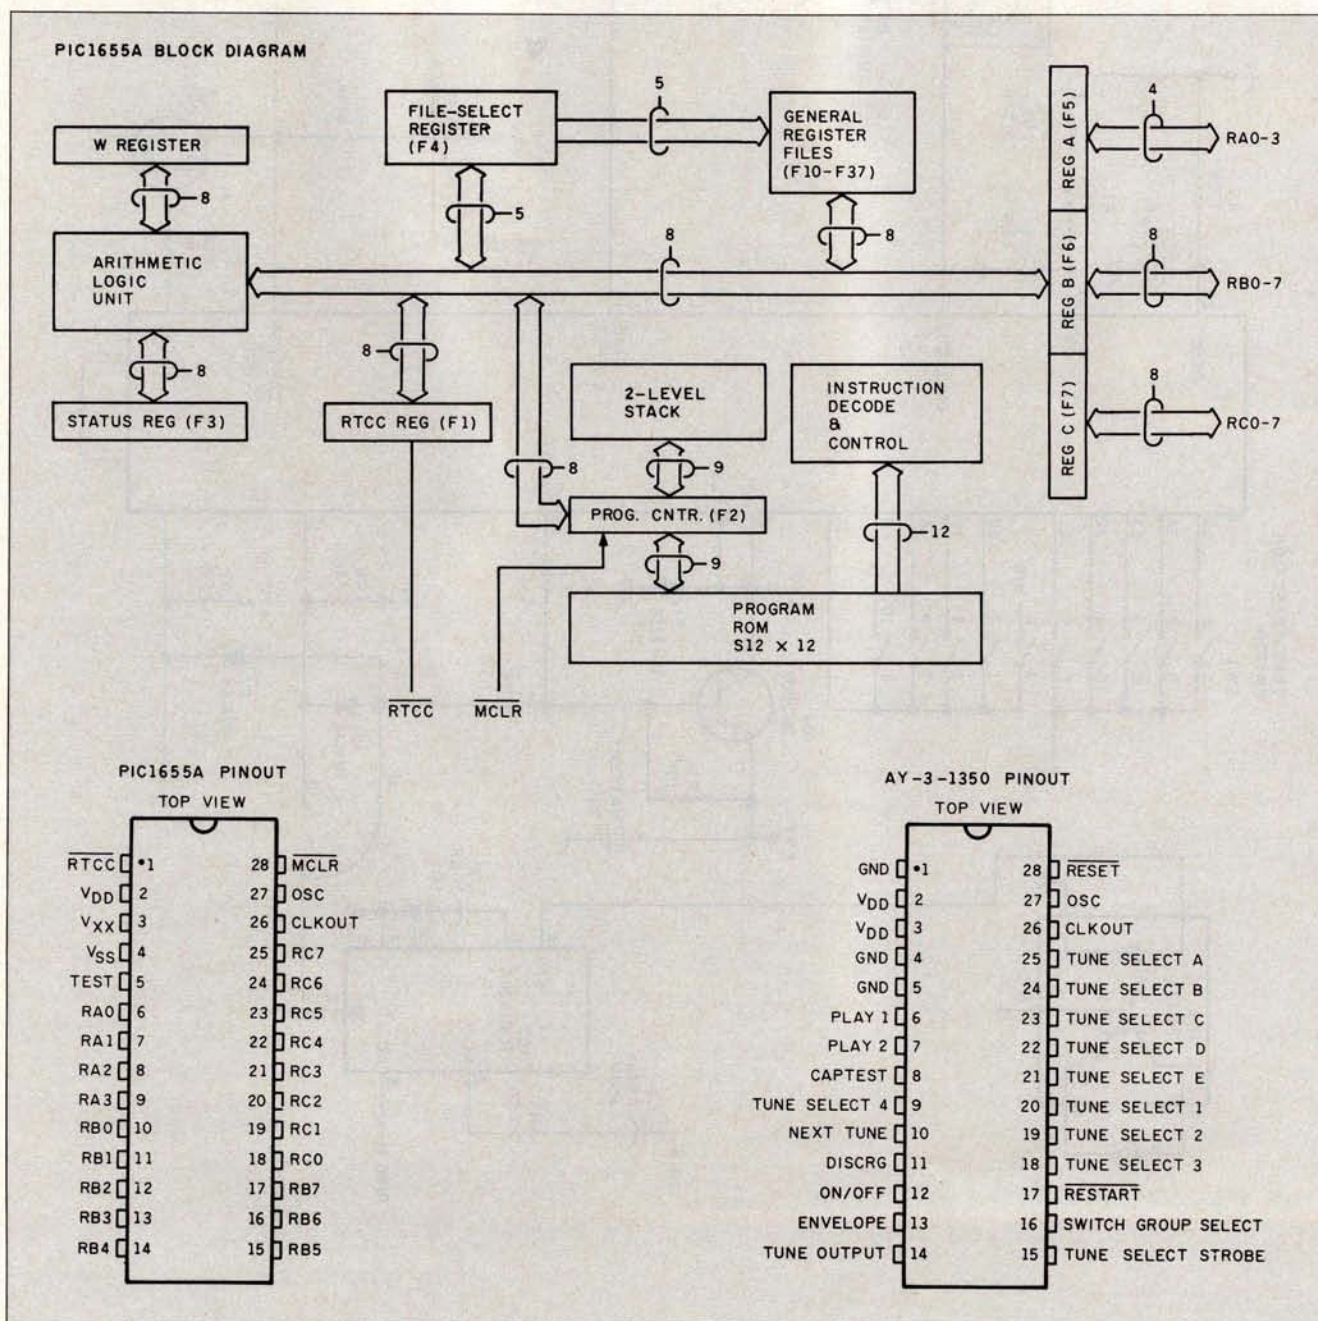 PIC1655A BLOCK DIAGRAM
W REGISTER
8
ARITHMETIC
LOGIC
UNIT
8
STATUS REG (F3)
FILE-SELECT
REGISTER
(F4)
5
5
GENERAL
REGISTER
FILES
(F10-F37)
8
8
8
RTCC REG (F1)
8
2-LEVEL
STACK
9
PROG. CNTR. (F2)
9
INSTRUCTION
DECODE
&
CONTROL
12
PROGRAM
ROM
S12 × 12
RTCC
MCLR
REG A (F5)
4
RA0-3
REG B (F6)
8
RB0-7
REG C (F7)
8
RC0-7
PIC1655A PINOUT
TOP VIEW
RTCC •1 28 MCLR
VDD 2 27 OSC
VXX 3 26 CLKOUT
VSS 4 25 RC7
TEST 5 24 RC6
RA0 6 23 RC5
RA1 7 22 RC4
RA2 8 21 RC3
RA3 9 20 RC2
RB0 10 19 RC1
RB1 11 18 RC0
RB2 12 17 RB7
RB3 13 16 RB6
RB4 14 15 RB5
AY-3-1350 PINOUT
TOP VIEW
GND •1 28 RESET
VDD 2 27 OSC
VDD 3 26 CLKOUT
GND 4 25 TUNE SELECT A
GND 5 24 TUNE SELECT B
PLAY 1 6 23 TUNE SELECT C
PLAY 2 7 22 TUNE SELECT D
CAPTEST 8 21 TUNE SELECT E
TUNE SELECT 4 9 20 TUNE SELECT 1
NEXT TUNE 10 19 TUNE SELECT 2
DISCRG 11 18 TUNE SELECT 3
ON/OFF 12 17 RESTART
ENVELOPE 13 16 SWITCH GROUP SELECT
TUNE OUTPUT 14 15 TUNE SELECT STROBE